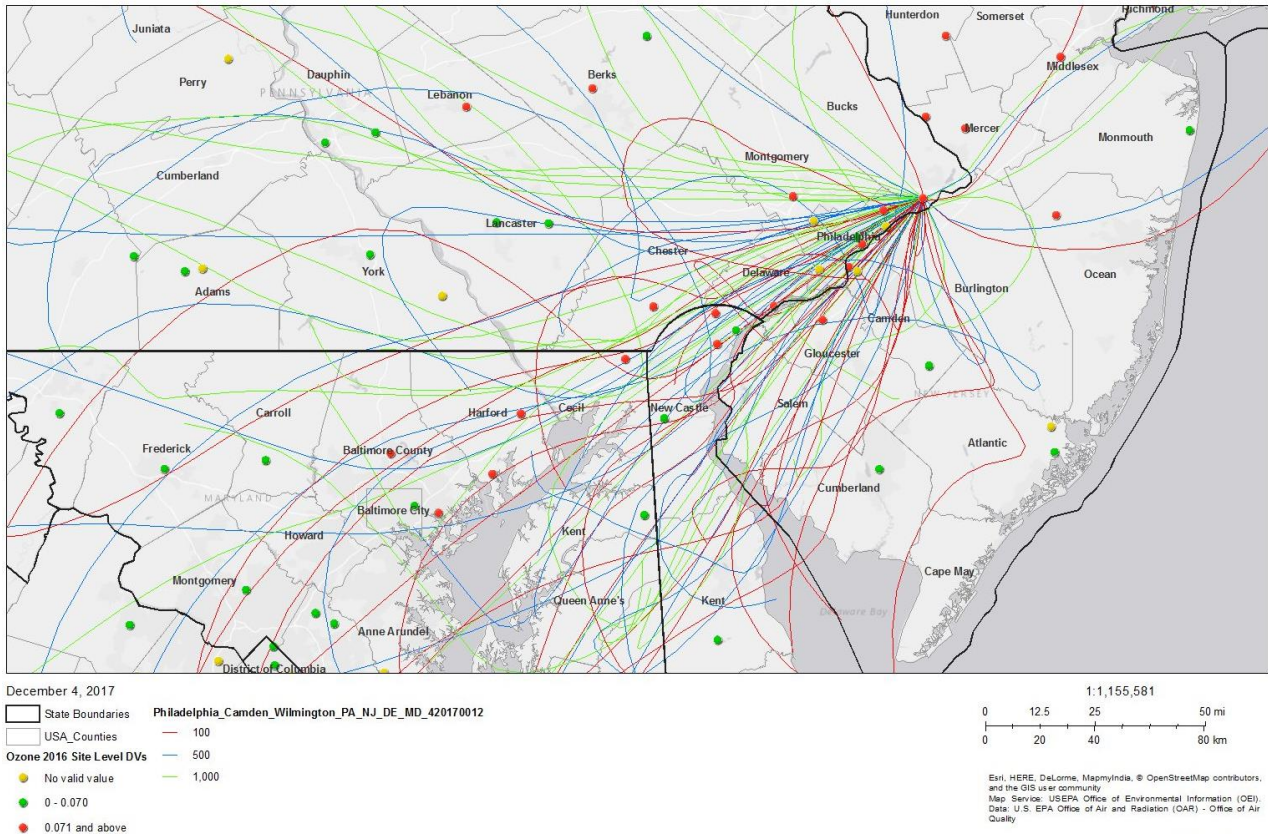 Juniata
Hunterdon
Somerset
Richmond
Perry
Dauphin
PENNSYLVANIA
Lebanon
Berks
Middlesex
Bucks
Mercer
Monmouth
Cumberland
Montgomery
Lancaster
Philadelphia
York
Chester
Delaware
Adams
Burlington
Ocean
Camden
Gloucester
Carroll
Harford
Cecil
New Castle
Salem
NEW JERSEY
Frederick
Baltimore County
Atlantic
MARYLAND
Cumberland
Baltimore City
Kent
Howard
Montgomery
Cape May
Queen Anne's
Kent
Delaware Bay
Anne Arundel
District of Columbia
December 4, 2017
1:1,155,581
State Boundaries
Philadelphia_Camden_Wilmington_PA_NJ_DE_MD_420170012
0 12.5 25 50 mi
USA_Counties
100
0 20 40 80 km
Ozone 2016 Site Level DVs
500
No valid value
1,000
0 - 0.070
0.071 and above
Esri, HERE, DeLorme, MapmyIndia, © OpenStreetMap contributors,
and the GIS user community
Map Service: USEPA Office of Environmental Information (OEI).
Data: U.S. EPA Office of Air and Radiation (OAR) - Office of Air
Quality